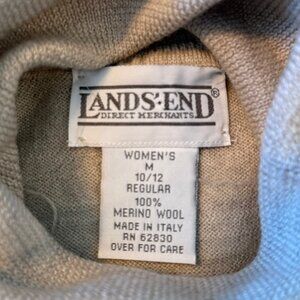 LANDS'END®
DIRECT MERCHANTS
WOMEN'S
M
10/12
REGULAR
100%
MERINO WOOL
MADE IN ITALY
RN 62830
OVER FOR CARE